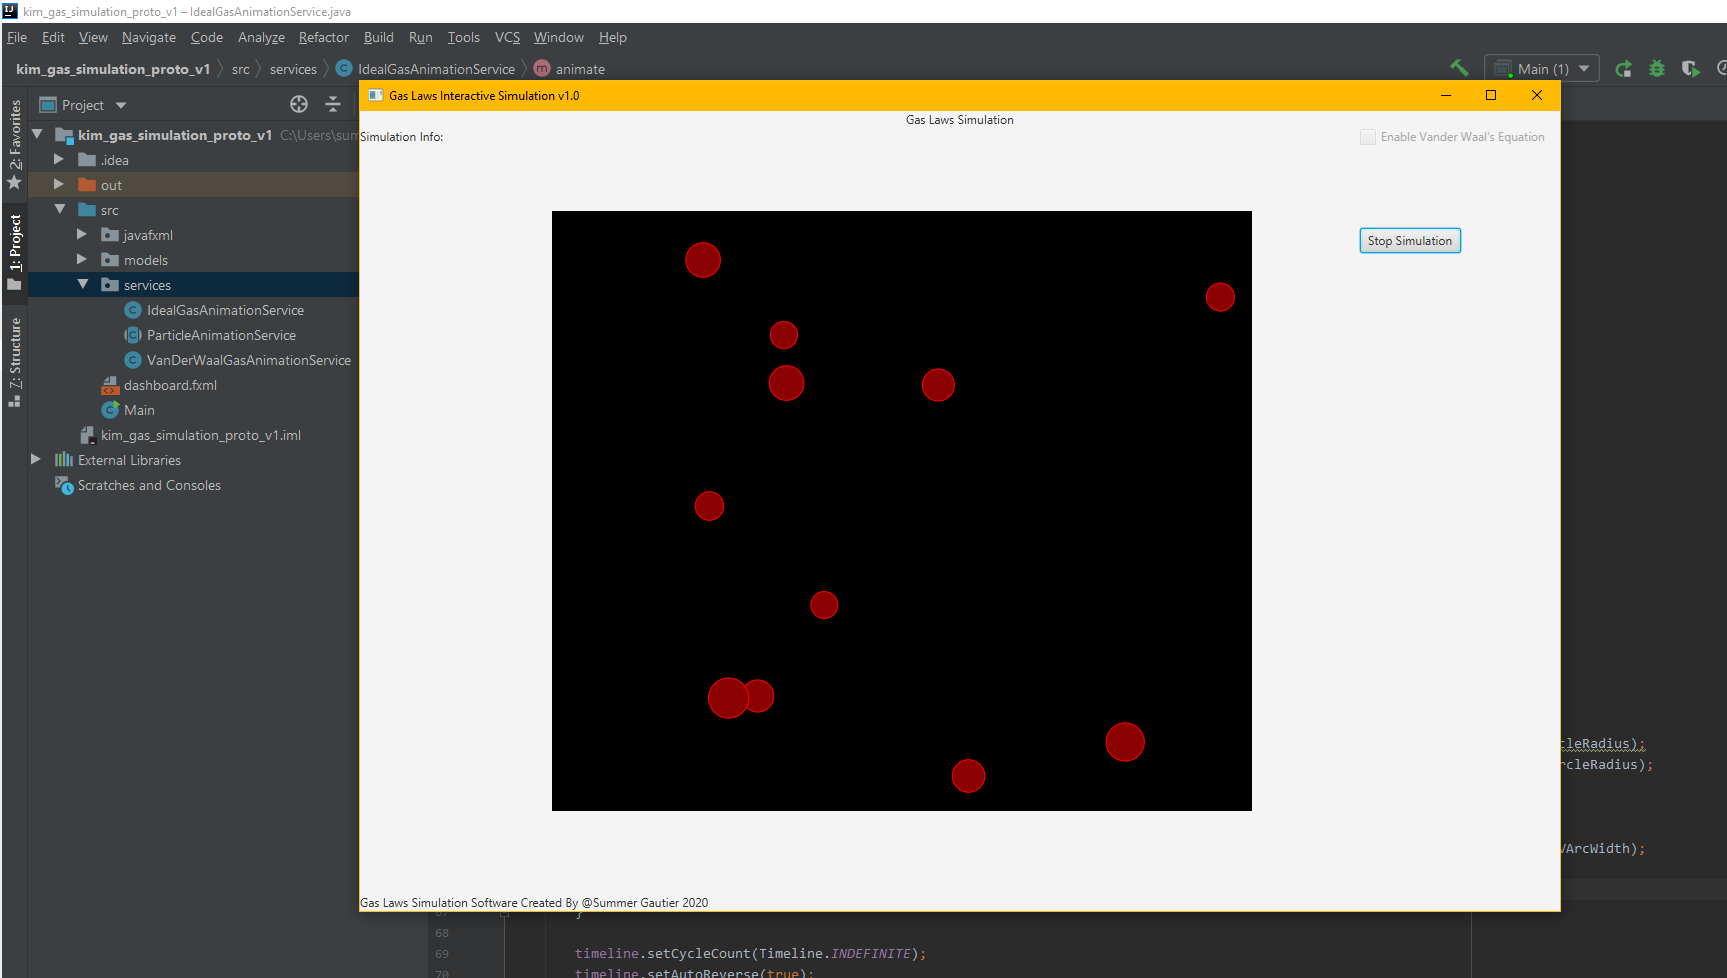 kim_gas_simulation_proto_v1 – IdealGasAnimationService.java
File Edit View Navigate Code Analyze Refactor Build Run Tools VCS Window Help
kim_gas_simulation_proto_v1 src services IdealGasAnimationService animate Main (1)
Project
2: Favorites
1: Project
7: Structure
kim_gas_simulation_proto_v1 C:\Users\sum
.idea
out
src
javafxml
models
services
IdealGasAnimationService
ParticleAnimationService
VanDerWaalGasAnimationService
dashboard.fxml
Main
kim_gas_simulation_proto_v1.iml
External Libraries
Scratches and Consoles
Gas Laws Interactive Simulation v1.0
Gas Laws Simulation
Simulation Info:
Enable Vander Waal's Equation
Stop Simulation
Gas Laws Simulation Software Created By @Summer Gautier 2020
cleRadius);
rcleRadius);
VArcWidth);
67 }
68
69 timeline.setCycleCount(Timeline.INDEFINITE);
70 timeline.setAutoReverse(true);